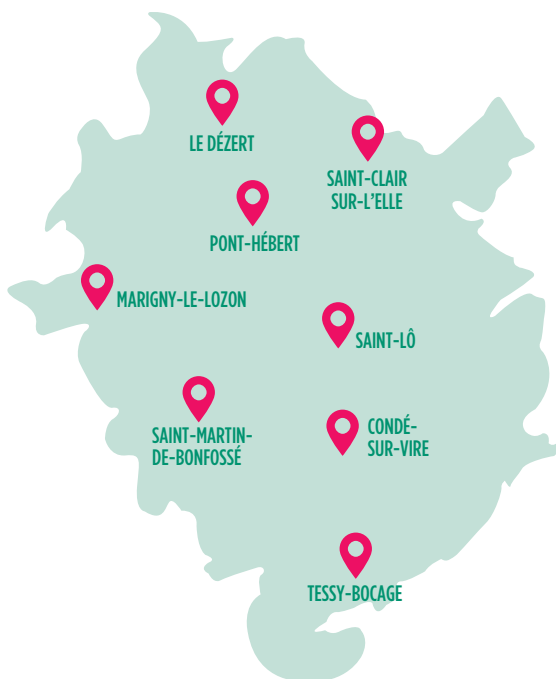 LE DÉZERT
SAINT-CLAIR
SUR-L'ELLE
PONT-HÉBERT
MARIGNY-LE-LOZON
SAINT-LÔ
SAINT-MARTIN-
DE-BONFOSSÉ
CONDÉ-
SUR-VIRE
TESSY-BOCAGE